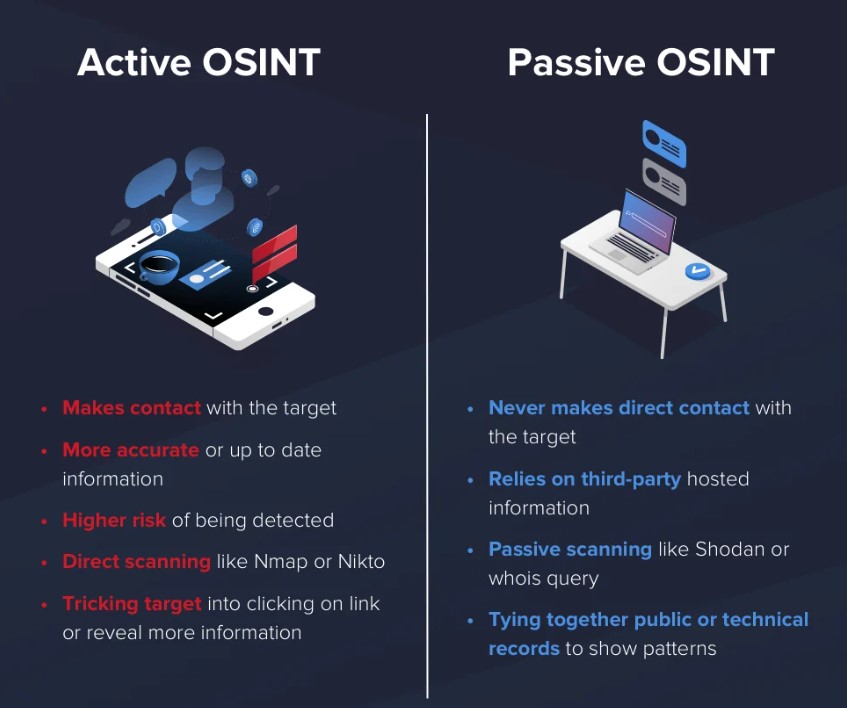 Active OSINT
• Makes contact with the target
• More accurate or up to date
information
• Higher risk of being detected
• Direct scanning like Nmap or Nikto
• Tricking target into clicking on link
or reveal more information
Passive OSINT
• Never makes direct contact with
the target
• Relies on third-party hosted
information
• Passive scanning like Shodan or
whois query
• Tying together public or technical
records to show patterns